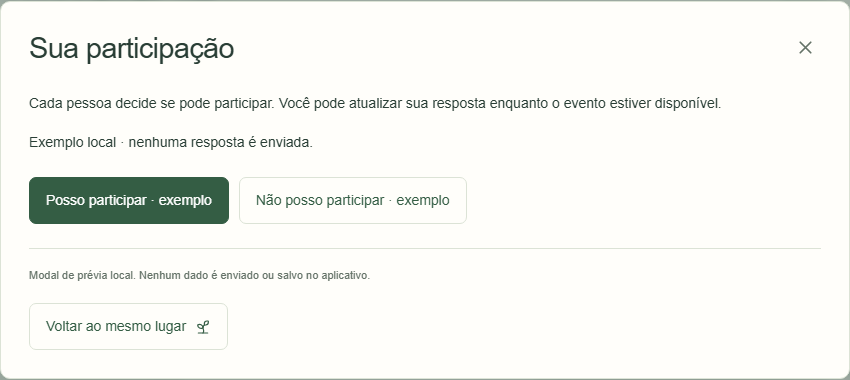 Sua participação
Cada pessoa decide se pode participar. Você pode atualizar sua resposta enquanto o evento estiver disponível.
Exemplo local · nenhuma resposta é enviada.
Posso participar · exemplo
Não posso participar · exemplo
Modal de prévia local. Nenhum dado é enviado ou salvo no aplicativo.
Voltar ao mesmo lugar